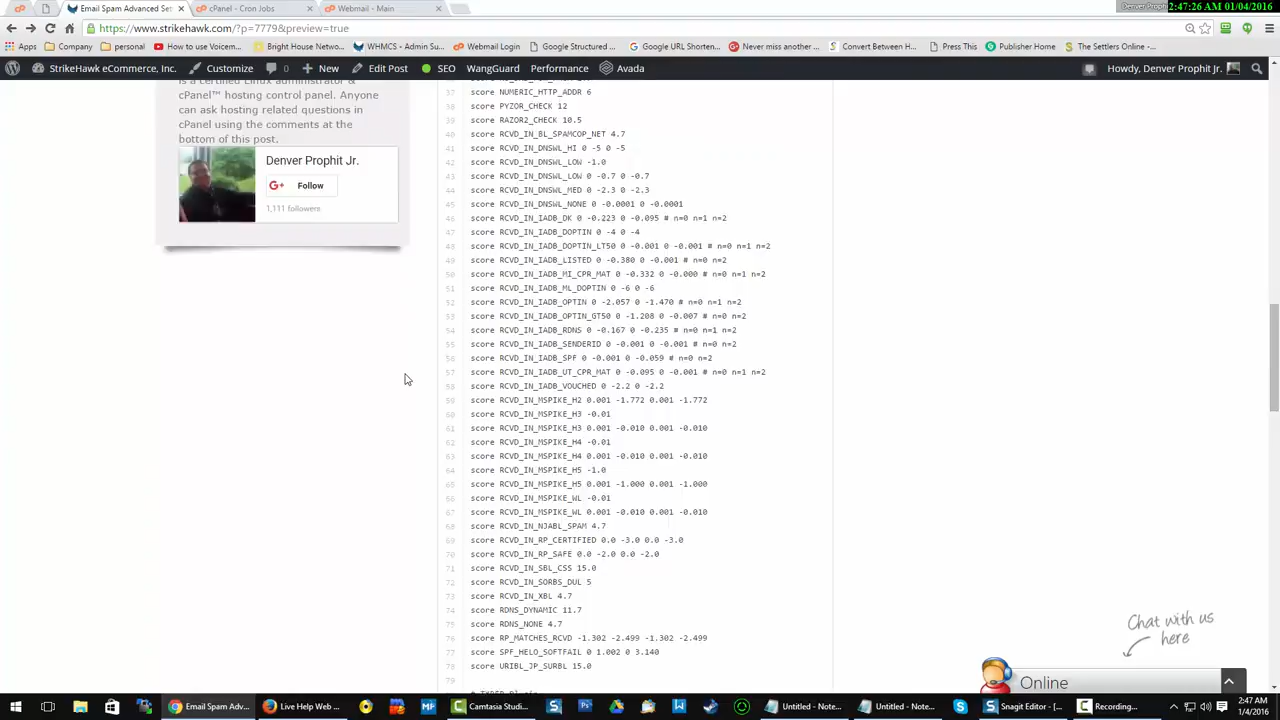 Email Spam Advanced Set
cPanel - Cron Jobs
Webmail - Main
Denver Prophit
2:47:26 AM 01/04/2016
https://www.strikehawk.com/?p=7779&preview=true
Apps
Company
personal
How to use Voicem...
Bright House Netwo...
WHMCS - Admin Su...
Webmail Login
Google Structured ...
Google URL Shorten...
Never miss another ...
Convert Between H...
Press This
Publisher Home
The Settlers Online - ...
StrikeHawk eCommerce, Inc.
Customize
0
New
Edit Post
SEO
WangGuard
Performance
Avada
Howdy, Denver Prophit Jr.
is a certified Linux administrator &
cPanel™ hosting control panel. Anyone
can ask hosting related questions in
cPanel using the comments at the
bottom of this post.
Denver Prophit Jr.
Follow
1,111 followers
37 score NUMERIC_HTTP_ADDR 6
38 score PYZOR_CHECK 12
39 score RAZOR2_CHECK 10.5
40 score RCVD_IN_BL_SPAMCOP_NET 4.7
41 score RCVD_IN_DNSWL_HI 0 -5 0 -5
42 score RCVD_IN_DNSWL_LOW -1.0
43 score RCVD_IN_DNSWL_LOW 0 -0.7 0 -0.7
44 score RCVD_IN_DNSWL_MED 0 -2.3 0 -2.3
45 score RCVD_IN_DNSWL_NONE 0 -0.0001 0 -0.0001
46 score RCVD_IN_IADB_DK 0 -0.223 0 -0.095 # n=0 n=1 n=2
47 score RCVD_IN_IADB_DOPTIN 0 -4 0 -4
48 score RCVD_IN_IADB_DOPTIN_LT50 0 -0.001 0 -0.001 # n=0 n=1 n=2
49 score RCVD_IN_IADB_LISTED 0 -0.380 0 -0.001 # n=0 n=2
50 score RCVD_IN_IADB_MI_CPR_MAT 0 -0.332 0 -0.000 # n=0 n=1 n=2
51 score RCVD_IN_IADB_ML_DOPTIN 0 -6 0 -6
52 score RCVD_IN_IADB_OPTIN 0 -2.057 0 -1.470 # n=0 n=1 n=2
53 score RCVD_IN_IADB_OPTIN_GT50 0 -1.208 0 -0.007 # n=0 n=2
54 score RCVD_IN_IADB_RDNS 0 -0.167 0 -0.235 # n=0 n=1 n=2
55 score RCVD_IN_IADB_SENDERID 0 -0.001 0 -0.001 # n=0 n=2
56 score RCVD_IN_IADB_SPF 0 -0.001 0 -0.059 # n=0 n=2
57 score RCVD_IN_IADB_UT_CPR_MAT 0 -0.095 0 -0.001 # n=0 n=1 n=2
58 score RCVD_IN_IADB_VOUCHED 0 -2.2 0 -2.2
59 score RCVD_IN_MSPIKE_H2 0.001 -1.772 0.001 -1.772
60 score RCVD_IN_MSPIKE_H3 -0.01
61 score RCVD_IN_MSPIKE_H3 0.001 -0.010 0.001 -0.010
62 score RCVD_IN_MSPIKE_H4 -0.01
63 score RCVD_IN_MSPIKE_H4 0.001 -0.010 0.001 -0.010
64 score RCVD_IN_MSPIKE_H5 -1.0
65 score RCVD_IN_MSPIKE_H5 0.001 -1.000 0.001 -1.000
66 score RCVD_IN_MSPIKE_WL -0.01
67 score RCVD_IN_MSPIKE_WL 0.001 -0.010 0.001 -0.010
68 score RCVD_IN_NJABL_SPAM 4.7
69 score RCVD_IN_RP_CERTIFIED 0.0 -3.0 0.0 -3.0
70 score RCVD_IN_RP_SAFE 0.0 -2.0 0.0 -2.0
71 score RCVD_IN_SBL_CSS 15.0
72 score RCVD_IN_SORBS_DUL 5
73 score RCVD_IN_XBL 4.7
74 score RDNS_DYNAMIC 11.7
75 score RDNS_NONE 4.7
76 score RP_MATCHES_RCVD -1.302 -2.499 -1.302 -2.499
77 score SPF_HELO_SOFTFAIL 0 1.002 0 3.140
78 score URIBL_JP_SURBL 15.0
79
Chat with us
here
Online
Email Spam Adv...
Live Help Web ...
Camtasia Studi...
Untitled - Note...
Untitled - Note...
Snagit Editor - [...
Recording...
2:47 AM
1/4/2016